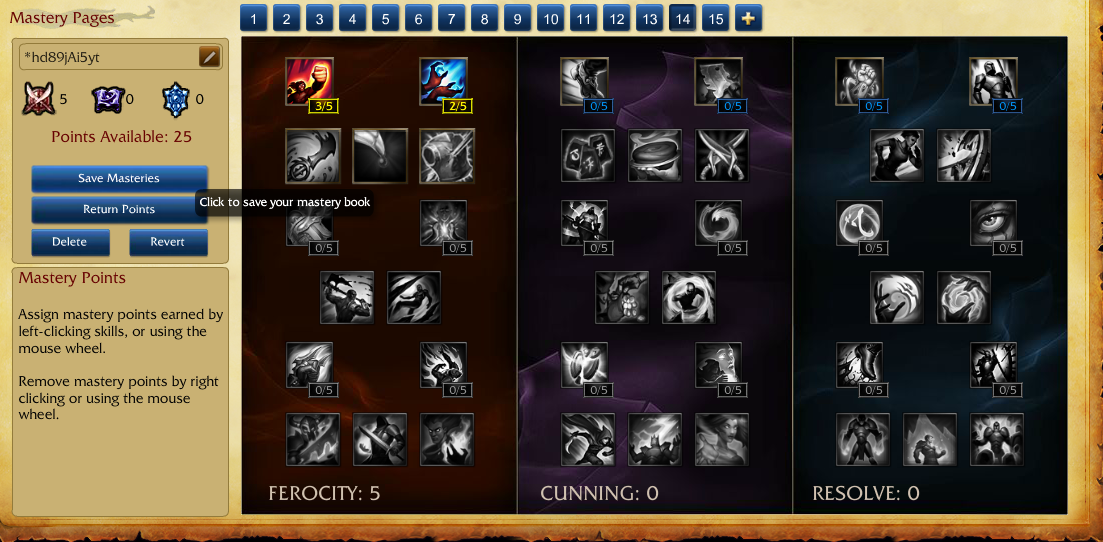 Mastery Pages
1 2 3 4 5 6 7 8 9 10 11 12 13 14 15
*hd89jAi5yt
5 0 0
Points Available: 25
Save Masteries
Return Points
Click to save your mastery book
Delete Revert
Mastery Points
Assign mastery points earned by
left-clicking skills, or using the
mouse wheel.
Remove mastery points by right
clicking or using the mouse
wheel.
3/5 2/5 0/5 0/5 0/5 0/5
0/5 0/5 0/5 0/5 0/5 0/5
0/5 0/5 0/5 0/5 0/5 0/5
FEROCITY: 5 CUNNING: 0 RESOLVE: 0